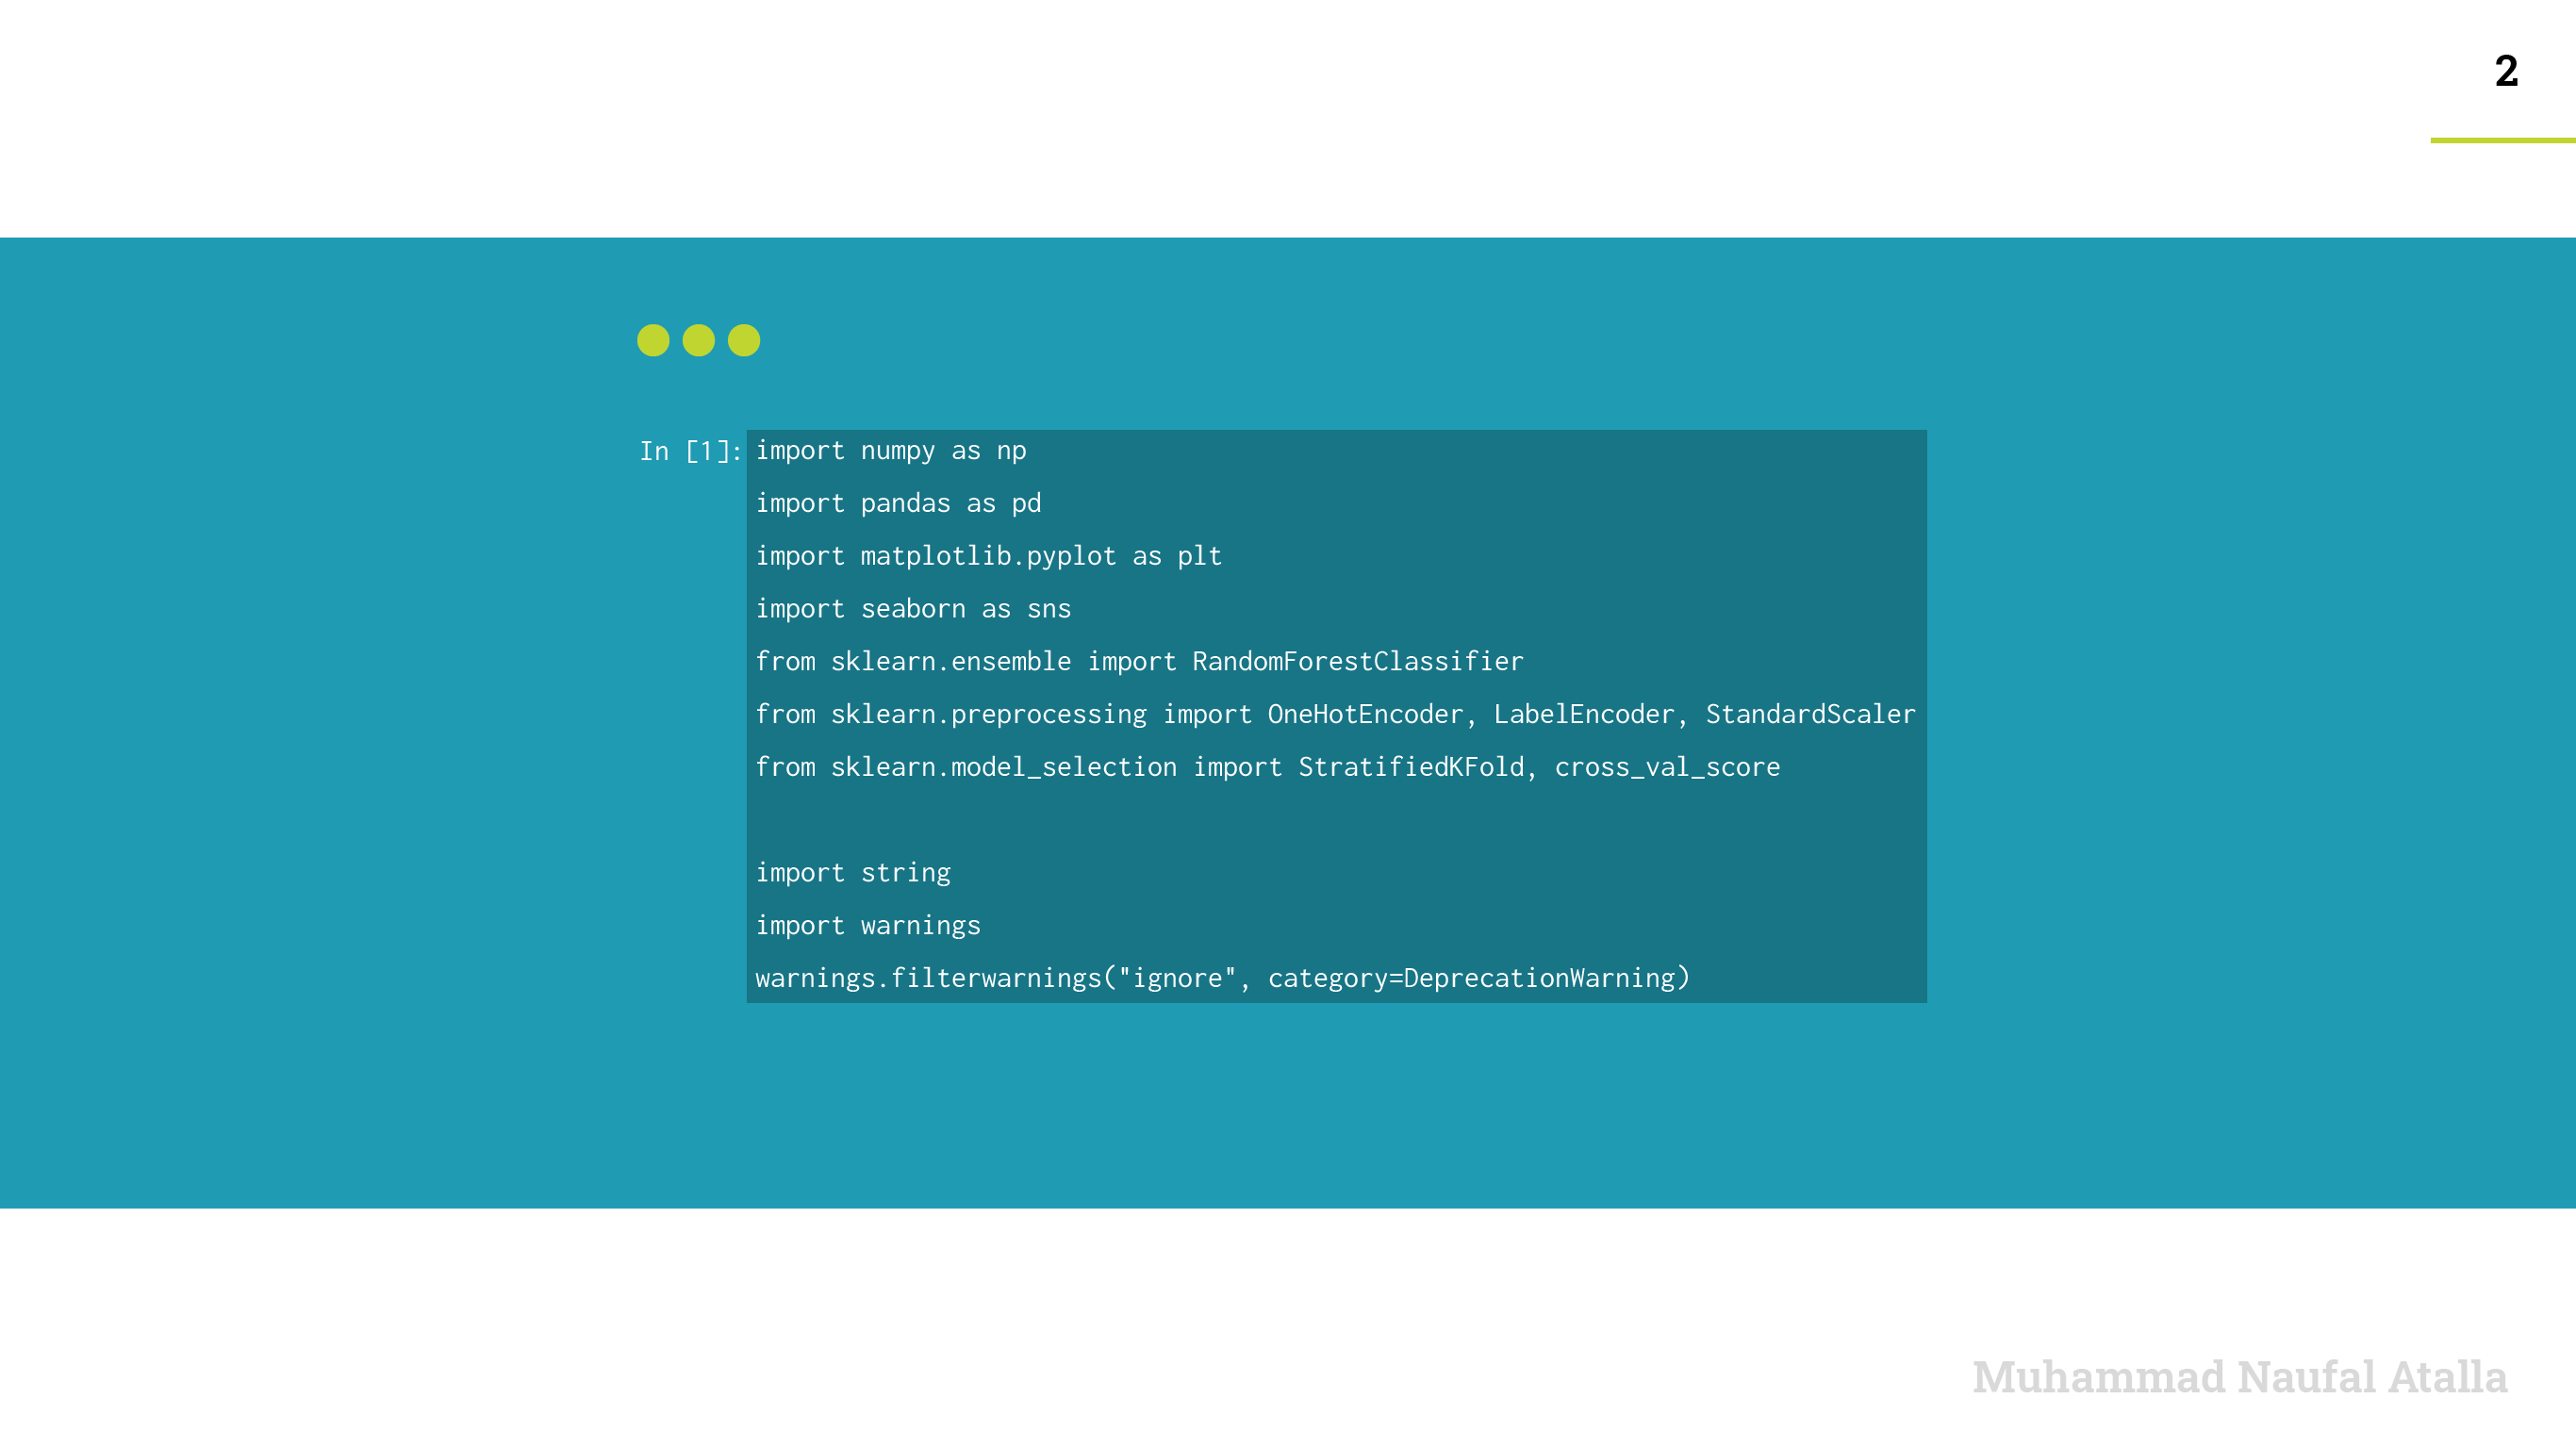 2
In [1]:
import numpy as np
import pandas as pd
import matplotlib.pyplot as plt
import seaborn as sns
from sklearn.ensemble import RandomForestClassifier
from sklearn.preprocessing import OneHotEncoder, LabelEncoder, StandardScaler
from sklearn.model_selection import StratifiedKFold, cross_val_score
import string
import warnings
warnings.filterwarnings("ignore", category=DeprecationWarning)
Muhammad Naufal Atalla